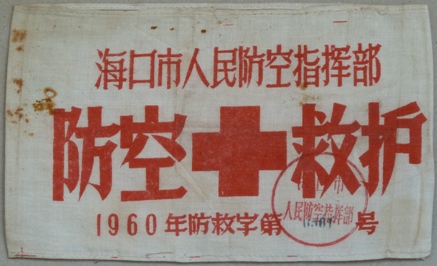 海口市人民防空指挥部
防空 救护
1960年防救字第 号
人民防空指挥部